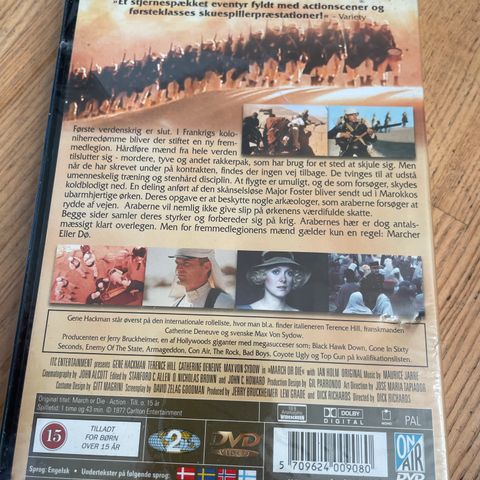 »Et stjernespækket eventyr fyldt med actionscener og
førsteklasses skuespillerpræstationer!« - Variety
Første verdenskrig er slut. I Frankrigs kolo-
niherredømme bliver der stiftet en ny frem-
medlegion. Hårdføre mænd fra hele verden
tilslutter sig - mordere, tyve og andet rakkerpak, som har brug for et sted at skjule sig. Men
når de har skrevet under på kontrakten, findes der ingen vej tilbage. De tvinges til at udstå
umenneskelig træning og stenhård disciplin. At flygte er umuligt, og de som forsøger, skydes
koldblodigt ned. En deling anført af den skånselsløse Major Foster bliver sendt ud i Marokkos
ubarmhjertige ørken. Deres opgave er at beskytte nogle arkæologer, som araberne forsøger at
rydde af vejen. Araberne vil nemlig ikke give slip på ørkenens værdifulde skatte.
Begge sider samler deres styrker og forbereder sig på krig. Arabernes hær er dog antals-
mæssigt klart overlegen. Men for fremmedlegionens mænd gælder kun en regel: Marcher
Eller Dø.
Gene Hackman står øverst på den internationale rolleliste, hvor man bl.a. finder italieneren Terence Hill, franskmanden
Catherine Deneuve og svenske Max Von Sydow.
Producenten er Jerry Bruckheimer, en af Hollywoods giganter med megasucceser som; Black Hawk Down, Gone In Sixty
Seconds, Enemy Of The State, Armageddon, Con Air, The Rock, Bad Boys, Coyote Ugly og Top Gun på kvalifikationslisten.
ITC ENTERTAINMENT presents GENE HACKMAN TERENCE HILL CATHERINE DENEUVE MAX VON SYDOW in »MARCH OR DIE« with IAN HOLM Original Music by MAURICE JARRE
Cinematography by JOHN ALCOTT Edited by STANFORD C. ALLEN O. NICHOLAS BROWN and JOHN C. HOWARD Production Design by GIL PARRONDO Art Direction by JOSE MARIA TAPIADOR
Costume Design by GITT MAGRINI Screenplay by DAVID ZELAG GOODMAN Produced by JERRY BRUCKHEIMER LEW GRADE and DICK RICHARDS Directed by DICK RICHARDS
Original titel: March or Die - Action - Till. o. 15 år
Spilletid: 1 time og 43 min. © 1977 Carlton Entertainment
15
TILLADT
FOR BØRN
OVER 15 ÅR
2
DVD
VIDEO
WIDESCREEN
DOLBY
DIGITAL
MONO
PAL
5 709624 009080
ON
AIR
DVD
Sprog: Engelsk
Undertekster på følgende sprog: